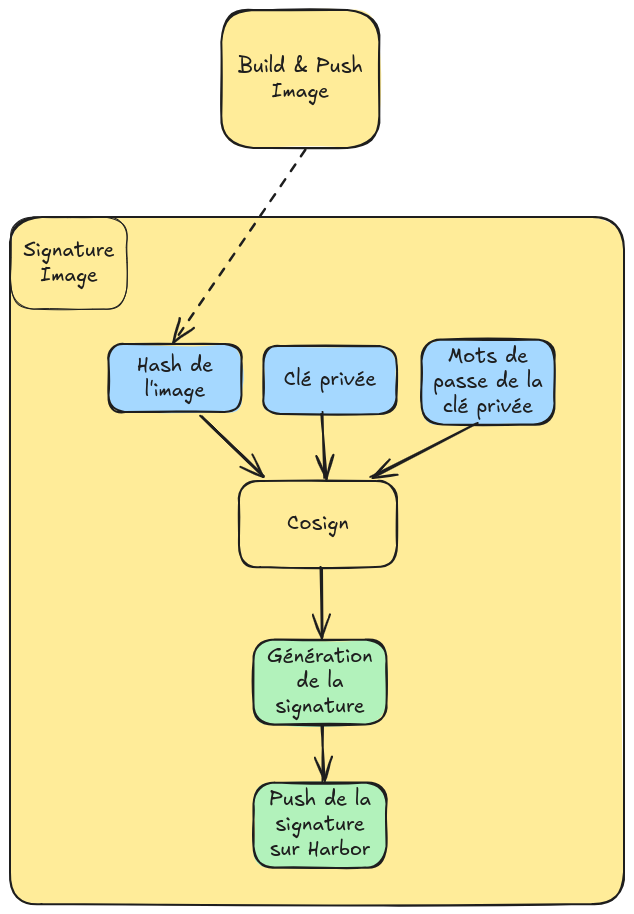 Build & Push
Image
Signature
Image
Hash de
l'image
Clé privée
Mots de
passe de la
clé privée
Cosign
Génération
de la
signature
Push de la
signature
sur Harbor